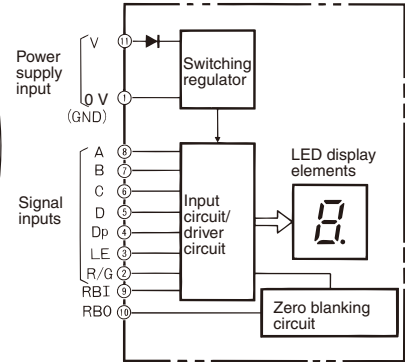 Power
supply
input
V ⑪
0 V ①
(GND)
Switching
regulator
Signal
inputs
A ⑧
B ⑦
C ⑥
D ⑤
Dp ④
LE ③
R/G ②
RBI ⑨
RBO ⑩
Input
circuit/
driver
circuit
LED display
elements
8.
Zero blanking
circuit